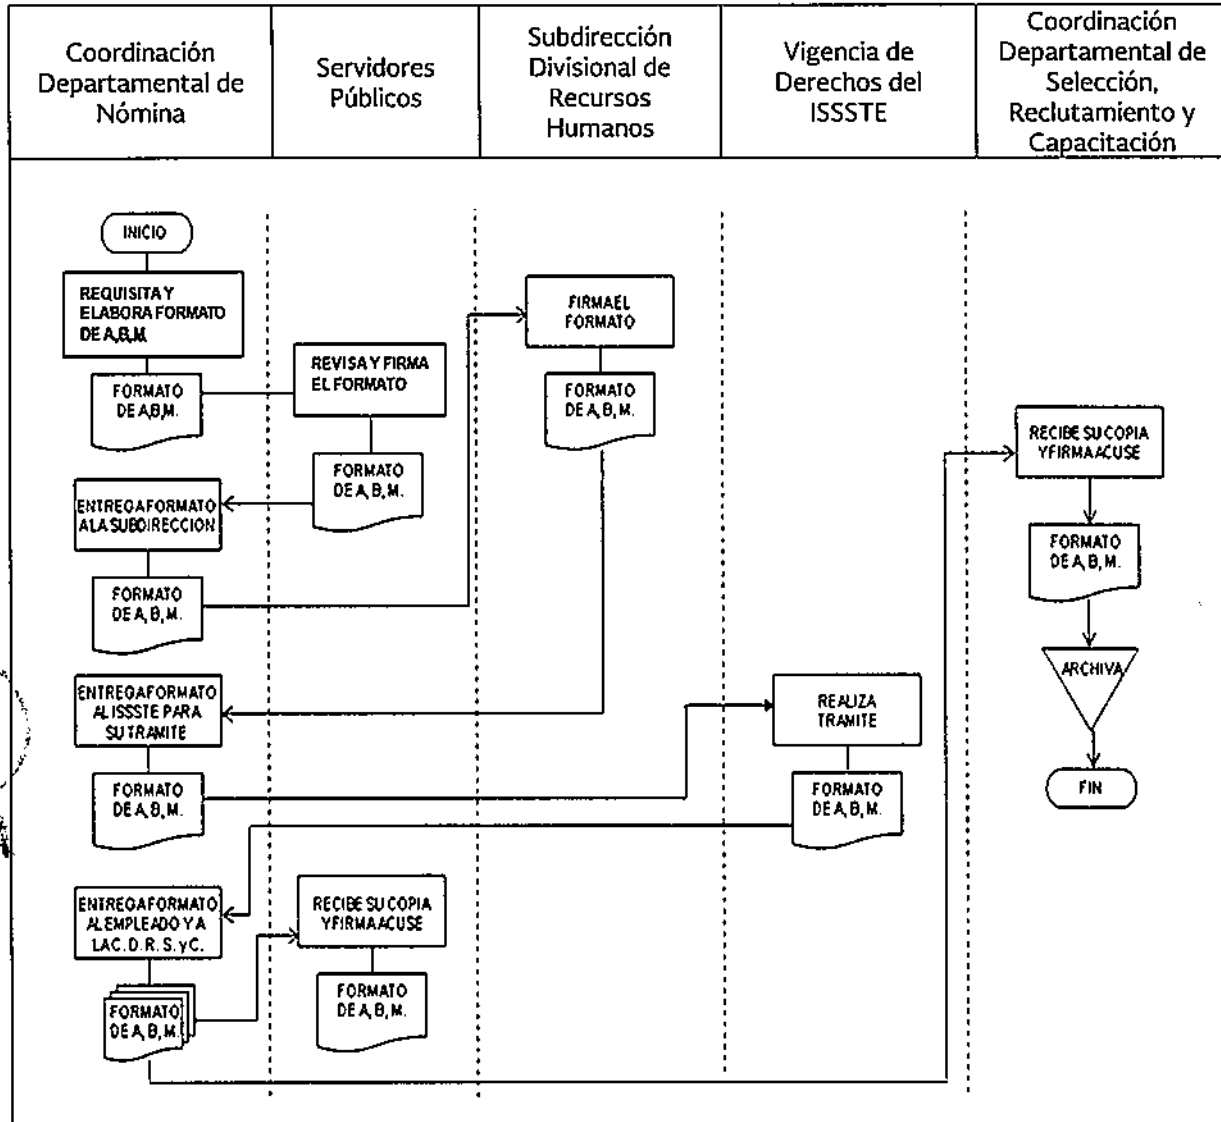 Coordinación
Departamental de
Nómina
Servidores
Públicos
Subdirección
Divisional de
Recursos
Humanos
Vigencia de
Derechos del
ISSSTE
Coordinación
Departamental de
Selección,
Reclutamiento y
Capacitación
INICIO
REQUISITA Y
ELABORA FORMATO
DE A,B,M.
FORMATO
DE A,B,M.
REVISA Y FIRMA
EL FORMATO
FORMATO
DE A, B, M.
ENTREGA FORMATO
A LA SUBDIRECCION
FORMATO
DE A, B, M.
FIRMA EL
FORMATO
FORMATO
DE A, B, M.
ENTREGA FORMATO
AL ISSSTE PARA
SU TRAMITE
FORMATO
DE A, B, M.
REALIZA
TRAMITE
FORMATO
DE A, B, M.
ENTREGA FORMATO
AL EMPLEADO Y A
LA C. D. R. S. y C.
FORMATO
DE A, B, M.
RECIBE SU COPIA
Y FIRMA ACUSE
FORMATO
DE A, B, M.
RECIBE SU COPIA
Y FIRMA ACUSE
FORMATO
DE A, B, M.
ARCHIVA
FIN